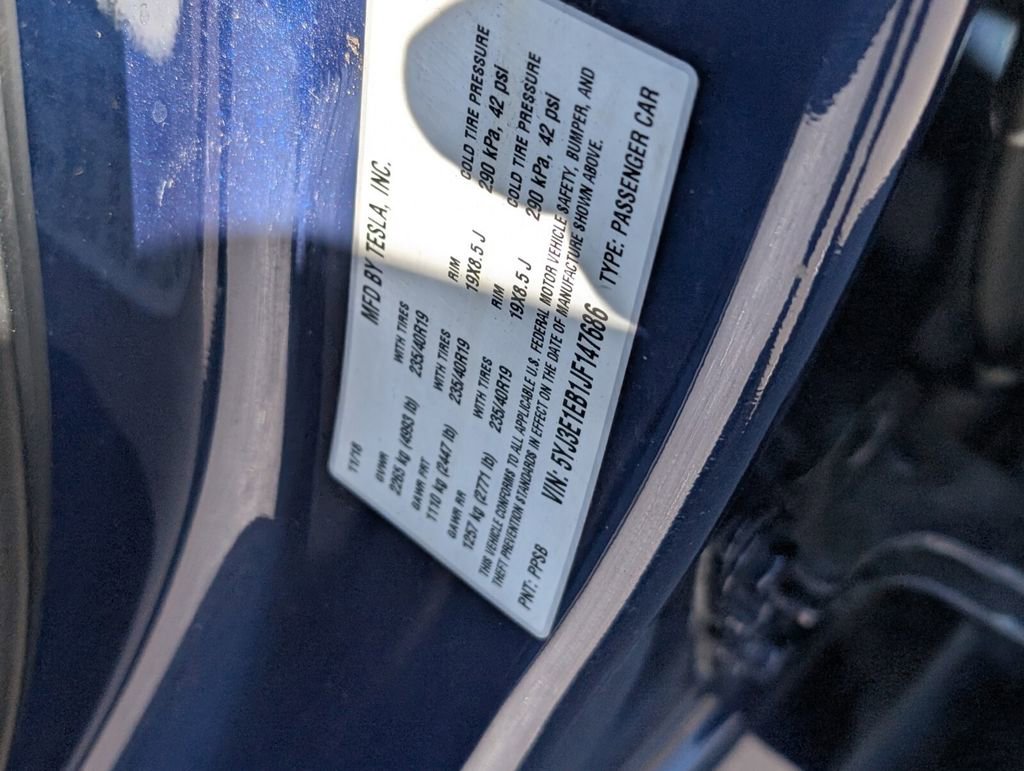 MFD BY TESLA, INC.
11/18
GVWR
2265 kg (4993 lb)
GAWR FRT WITH TIRES RIM COLD TIRE PRESSURE
1110 kg (2447 lb) 235/40R19 19X8.5 J 290 kPa, 42 psi
GAWR RR WITH TIRES RIM COLD TIRE PRESSURE
1257 kg (2771 lb) 235/40R19 19X8.5 J 290 kPa, 42 psi
THIS VEHICLE CONFORMS TO ALL APPLICABLE U.S. FEDERAL MOTOR VEHICLE SAFETY, BUMPER, AND
THEFT PREVENTION STANDARDS IN EFFECT ON THE DATE OF MANUFACTURE SHOWN ABOVE.
VIN: 5YJ3E1EB1JF147686 TYPE: PASSENGER CAR
PNT: PPSB